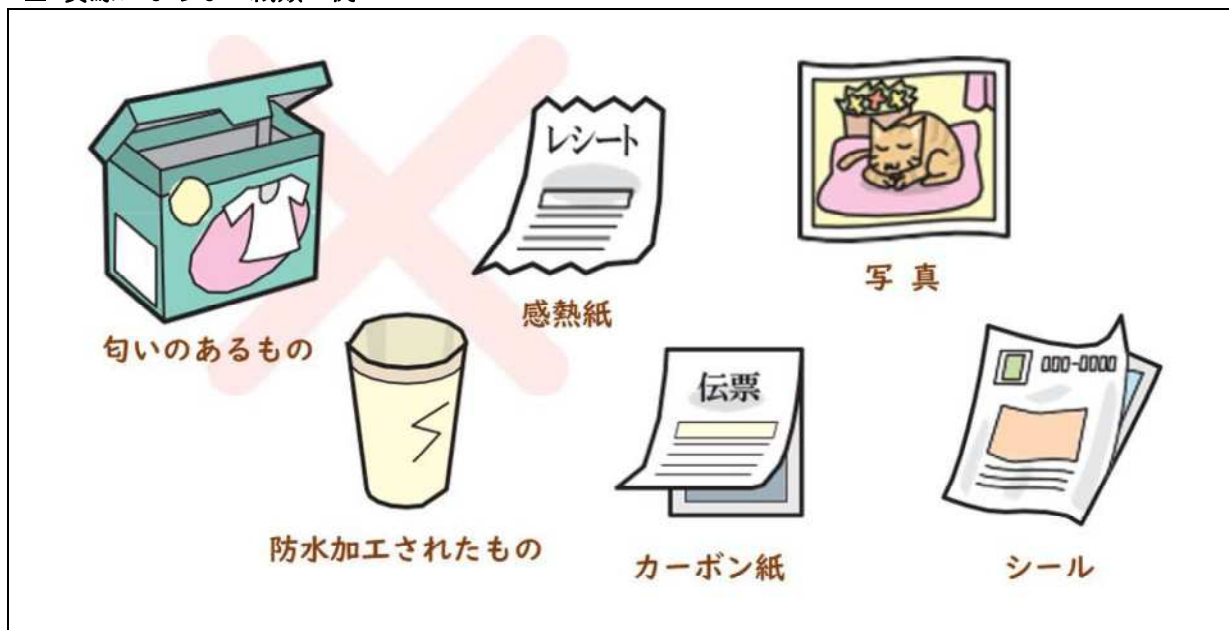 レシート
写真
感熱紙
匂いのあるもの
伝票
000-0000
防水加工されたもの
カーボン紙
シール